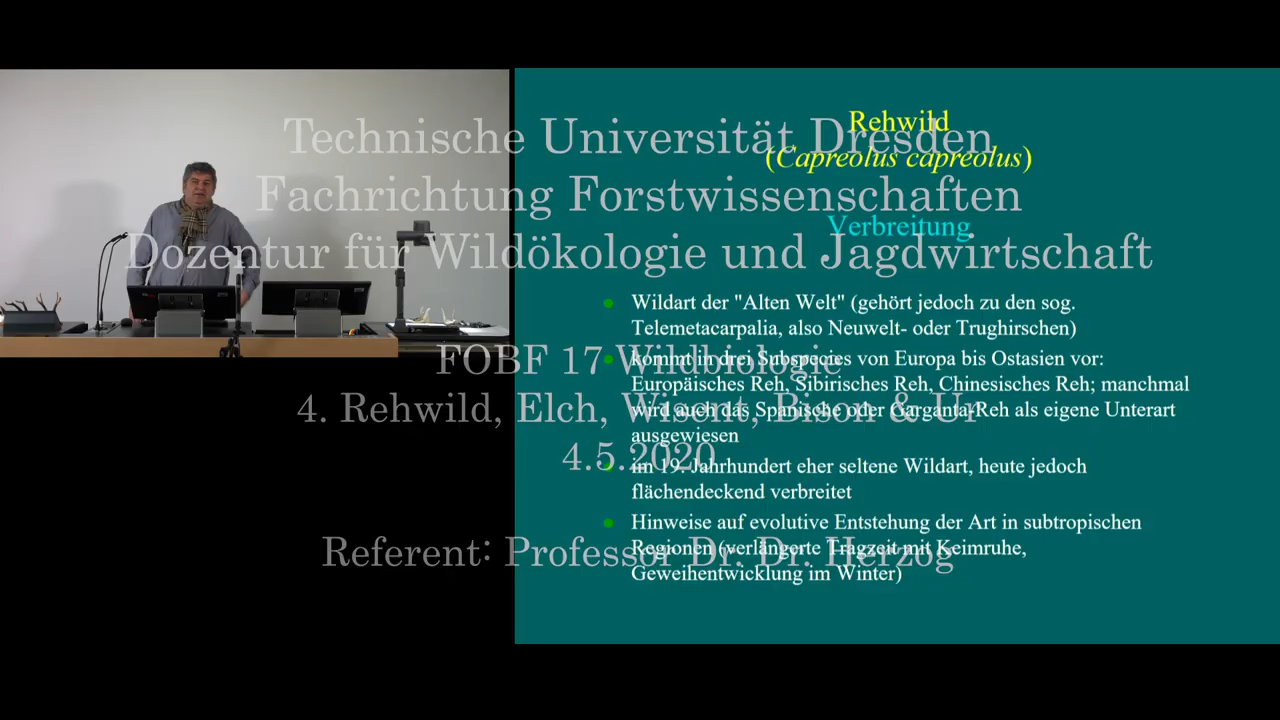 Technische Universität Dresden
Fachrichtung Forstwissenschaften
Dozentur für Wildökologie und Jagdwirtschaft
FOBF 17 Wildbiologie
4. Rehwild, Elch, Wisent, Bison & Ur
4.5.2020
Referent: Professor Dr. Dr. Herzog
Rehwild
(Capreolus capreolus)
Verbreitung
Wildart der "Alten Welt" (gehört jedoch zu den sog.
Telemetacarpalia, also Neuwelt- oder Trughirschen)
kommt in drei Subspecies von Europa bis Ostasien vor:
Europäisches Reh, Sibirisches Reh, Chinesisches Reh; manchmal
wird auch das Spanische oder Garganta-Reh als eigene Unterart
ausgewiesen
im 19. Jahrhundert eher seltene Wildart, heute jedoch
flächendeckend verbreitet
Hinweise auf evolutive Entstehung der Art in subtropischen
Regionen (verlängerte Tragzeit mit Keimruhe,
Geweihentwicklung im Winter)